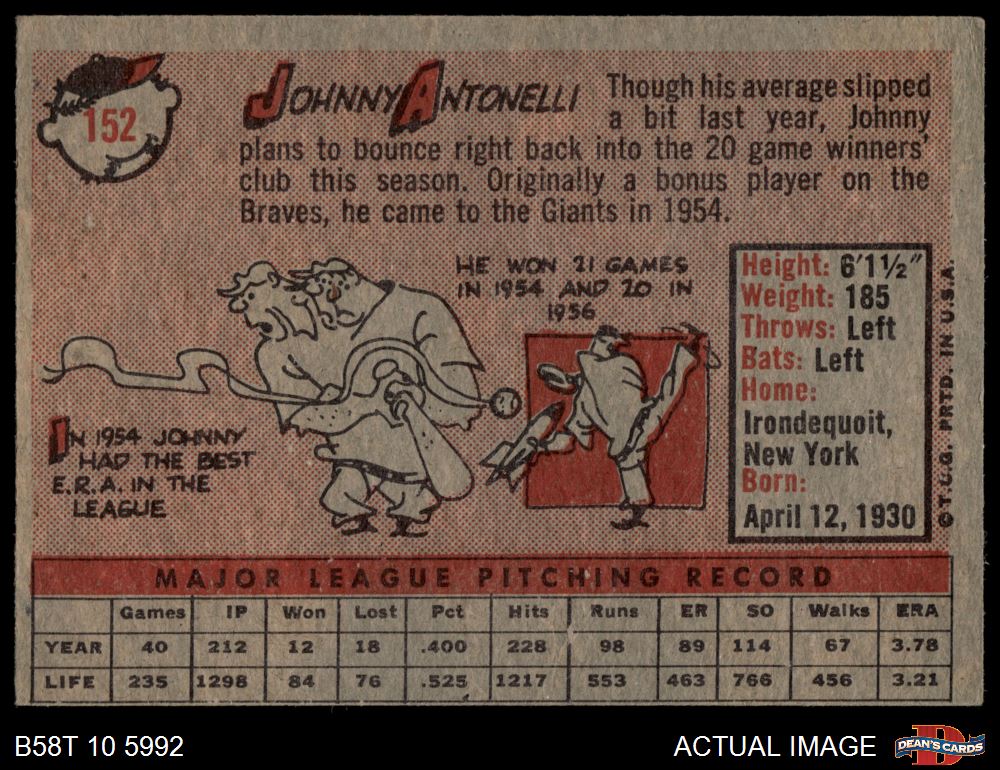 152
JOHNNY ANTONELLI
Though his average slipped
a bit last year, Johnny
plans to bounce right back into the 20 game winners'
club this season. Originally a bonus player on the
Braves, he came to the Giants in 1954.
HE WON 21 GAMES
IN 1954 AND 20 IN
1956
IN 1954 JOHNNY
HAD THE BEST
E.R.A. IN THE
LEAGUE
Height: 6'1½"
Weight: 185
Throws: Left
Bats: Left
Home:
Irondequoit,
New York
Born:
April 12, 1930
© T.C.G. PRTD. IN U.S.A.
MAJOR LEAGUE PITCHING RECORD
Games IP Won Lost Pct Hits Runs ER SO Walks ERA
YEAR 40 212 12 18 .400 228 98 89 114 67 3.78
LIFE 235 1298 84 76 .525 1217 553 463 766 456 3.21
B58T 10 5992
ACTUAL IMAGE
D
DEAN'S CARDS